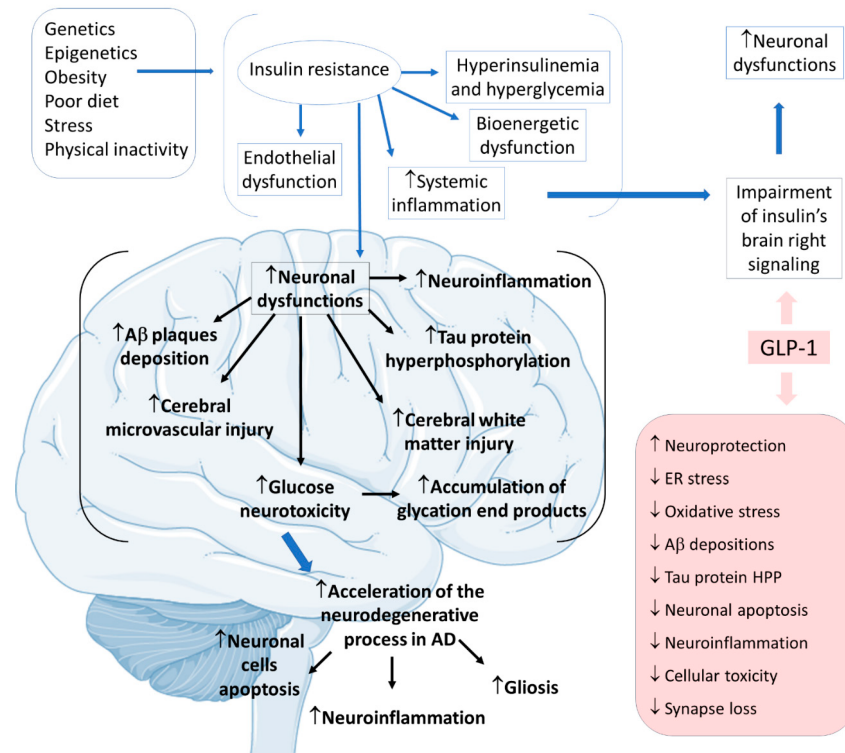 Genetics
Epigenetics
Obesity
Poor diet
Stress
Physical inactivity
Insulin resistance
Hyperinsulinemia
and hyperglycemia
Bioenergetic
dysfunction
Endothelial
dysfunction
↑Systemic
inflammation
↑Neuronal
dysfunctions
Impairment
of insulin’s
brain right
signaling
↑Neuronal
dysfunctions
↑Neuroinflammation
↑Aβ plaques
deposition
↑Tau protein
hyperphosphorylation
↑Cerebral
microvascular injury
↑Cerebral white
matter injury
↑Glucose
neurotoxicity
↑Accumulation of
glycation end products
↑Acceleration of the
neurodegenerative
process in AD
↑Neuronal
cells
apoptosis
↑Neuroinflammation
↑Gliosis
GLP-1
↑ Neuroprotection
↓ ER stress
↓ Oxidative stress
↓ Aβ depositions
↓ Tau protein HPP
↓ Neuronal apoptosis
↓ Neuroinflammation
↓ Cellular toxicity
↓ Synapse loss